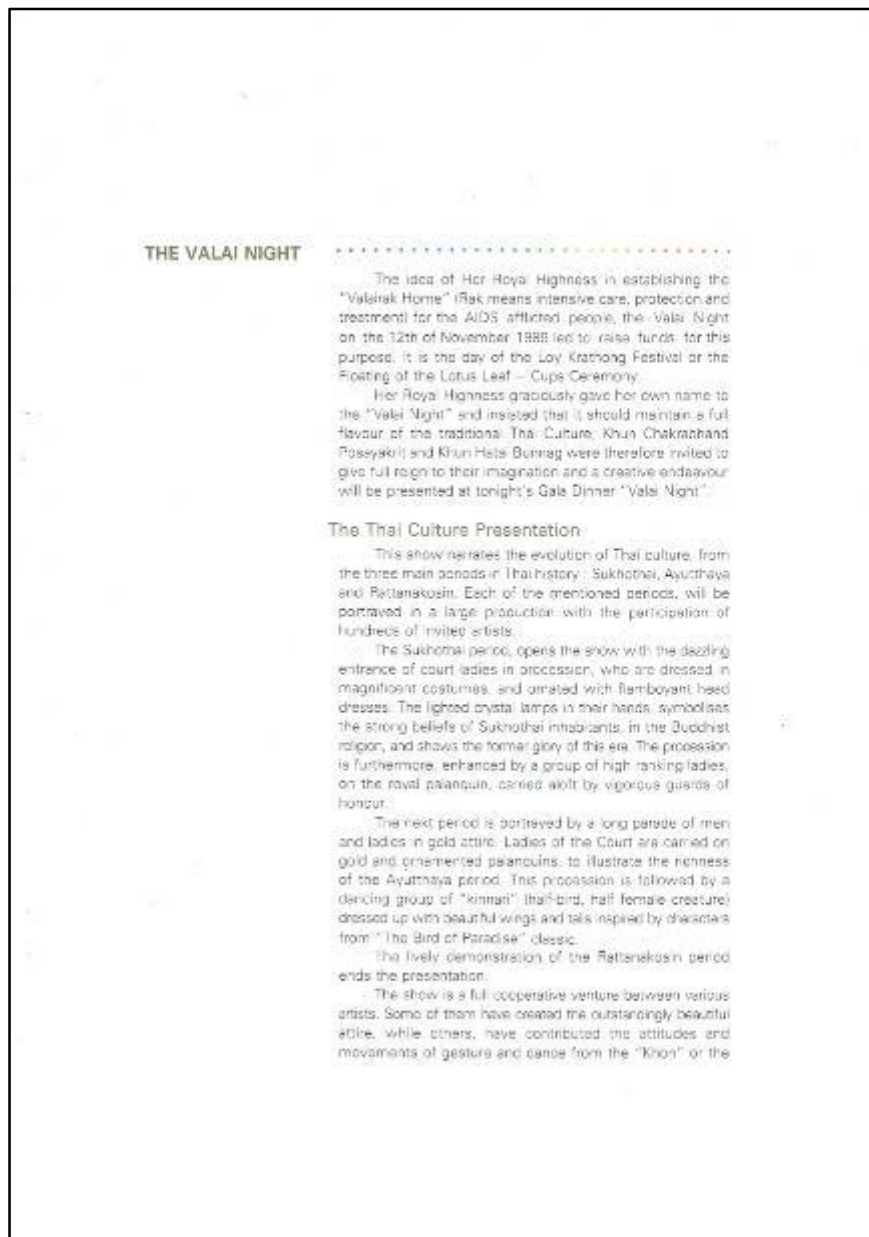 THE VALAI NIGHT
The idea of Her Royal Highness in establishing the
"Valairak Home" (Rak means intensive care, protection and
treatment) for the AIDS afflicted people, the Valai Night
on the 12th of November 1989 led to raise funds for this
purpose. It is the day of the Loy Krathong Festival or the
Floating of the Lotus Leaf – Cups Ceremony.
Her Royal Highness graciously gave her own name to
the "Valai Night" and insisted that it should maintain a full
flavour of the traditional Thai Culture. Khun Chakrabhand
Posayakrit and Khun Hatai Bunnag were therefore invited to
give full reign to their imagination and a creative endeavour
will be presented at tonight's Gala Dinner "Valai Night".
The Thai Culture Presentation
This show narrates the evolution of Thai culture, from
the three main periods in Thai history : Sukhothai, Ayutthaya
and Rattanakosin. Each of the mentioned periods, will be
portrayed in a large production with the participation of
hundreds of invited artists.
The Sukhothai period, opens the show with the dazzling
entrance of court ladies in procession, who are dressed in
magnificent costumes, and ornated with flamboyant head
dresses. The lighted crystal lamps in their hands, symbolises
the strong beliefs of Sukhothai inhabitants, in the Buddhist
religion, and shows the former glory of this era. The procession
is furthermore, enhanced by a group of high ranking ladies,
on the royal palanquin, carried aloft by vigorous guards of
honour.
The next period is portrayed by a long parade of men
and ladies in gold attire. Ladies of the Court are carried on
gold and ornamented palanquins, to illustrate the richness
of the Ayutthaya period. This procession is followed by a
dancing group of "kinnari" (half-bird, half female creature)
dressed up with beautiful wings and tails inspired by characters
from "The Bird of Paradise" classic.
The lively demonstration of the Rattanakosin period
ends the presentation.
The show is a full cooperative venture between various
artists. Some of them have created the outstandingly beautiful
attire, while others, have contributed the attitudes and
movements of gesture and dance from the "Khon" or the